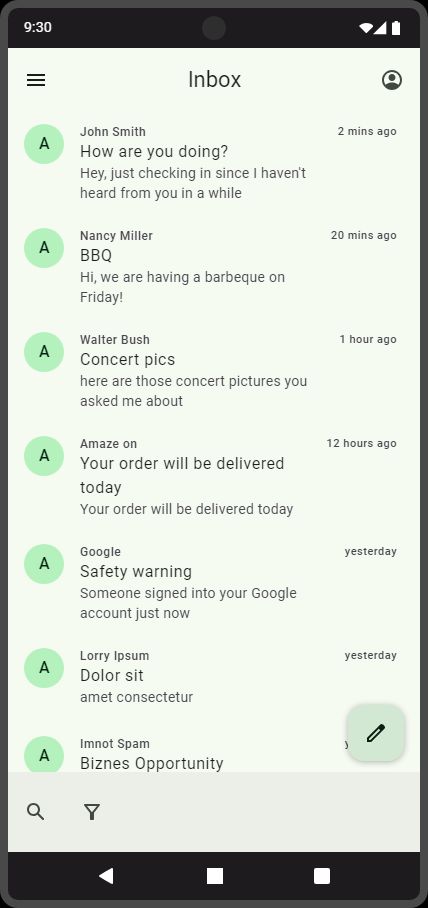 9:30
Inbox
A
John Smith
2 mins ago
How are you doing?
Hey, just checking in since I haven't
heard from you in a while
A
Nancy Miller
20 mins ago
BBQ
Hi, we are having a barbeque on
Friday!
A
Walter Bush
1 hour ago
Concert pics
here are those concert pictures you
asked me about
A
Amaze on
12 hours ago
Your order will be delivered
today
Your order will be delivered today
A
Google
yesterday
Safety warning
Someone signed into your Google
account just now
A
Lorry Ipsum
yesterday
Dolor sit
amet consectetur
A
Imnot Spam
Biznes Opportunity